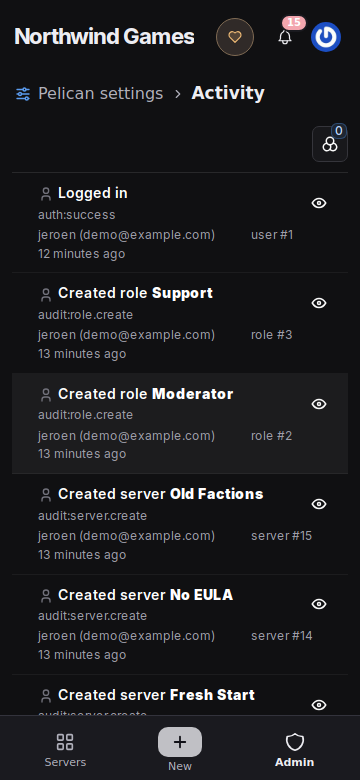 Northwind Games
15
Pelican settings > Activity
0
Logged in
auth:success
jeroen (demo@example.com) user #1
12 minutes ago
Created role Support
audit:role.create
jeroen (demo@example.com) role #3
13 minutes ago
Created role Moderator
audit:role.create
jeroen (demo@example.com) role #2
13 minutes ago
Created server Old Factions
audit:server.create
jeroen (demo@example.com) server #15
13 minutes ago
Created server No EULA
audit:server.create
jeroen (demo@example.com) server #14
13 minutes ago
Created server Fresh Start
audit:server.create
Servers
New
Admin